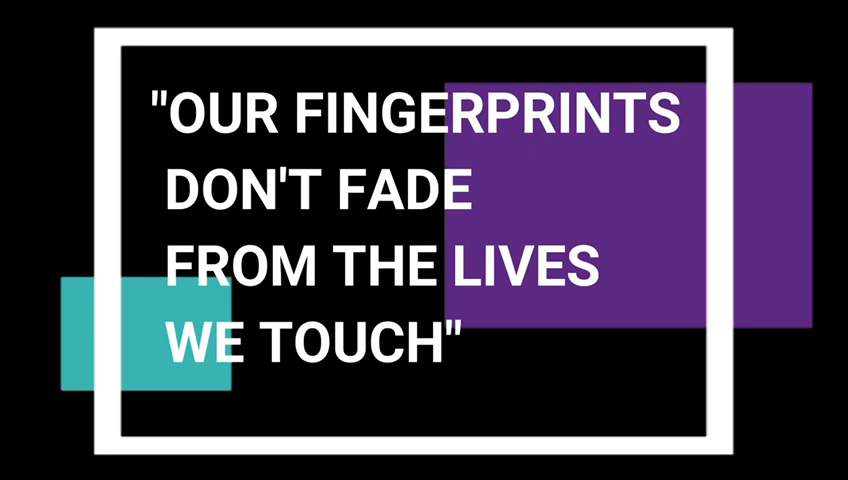 "OUR FINGERPRINTS
DON'T FADE
FROM THE LIVES
WE TOUCH"